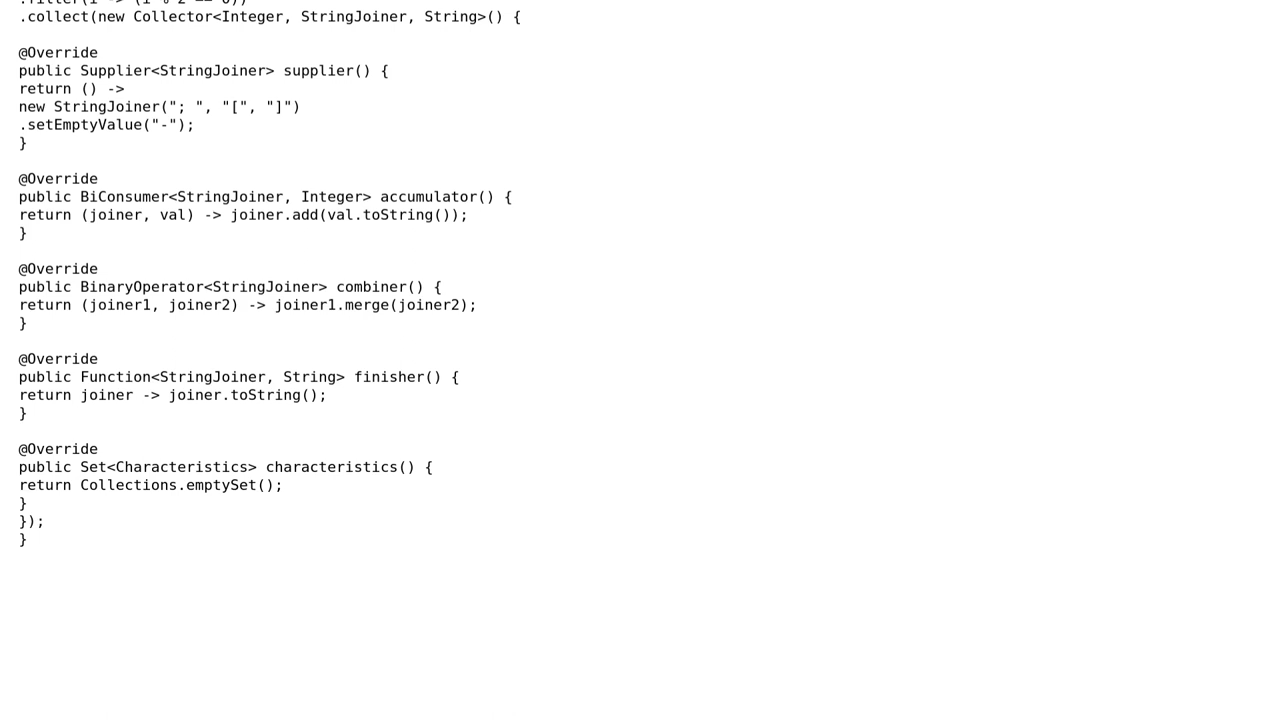 .filter(i -> (i % 2 == 0))
.collect(new Collector<Integer, StringJoiner, String>() {
@Override
public Supplier<StringJoiner> supplier() {
return () ->
new StringJoiner("; ", "[", "]")
.setEmptyValue("-");
}
@Override
public BiConsumer<StringJoiner, Integer> accumulator() {
return (joiner, val) -> joiner.add(val.toString());
}
@Override
public BinaryOperator<StringJoiner> combiner() {
return (joiner1, joiner2) -> joiner1.merge(joiner2);
}
@Override
public Function<StringJoiner, String> finisher() {
return joiner -> joiner.toString();
}
@Override
public Set<Characteristics> characteristics() {
return Collections.emptySet();
}
});
}